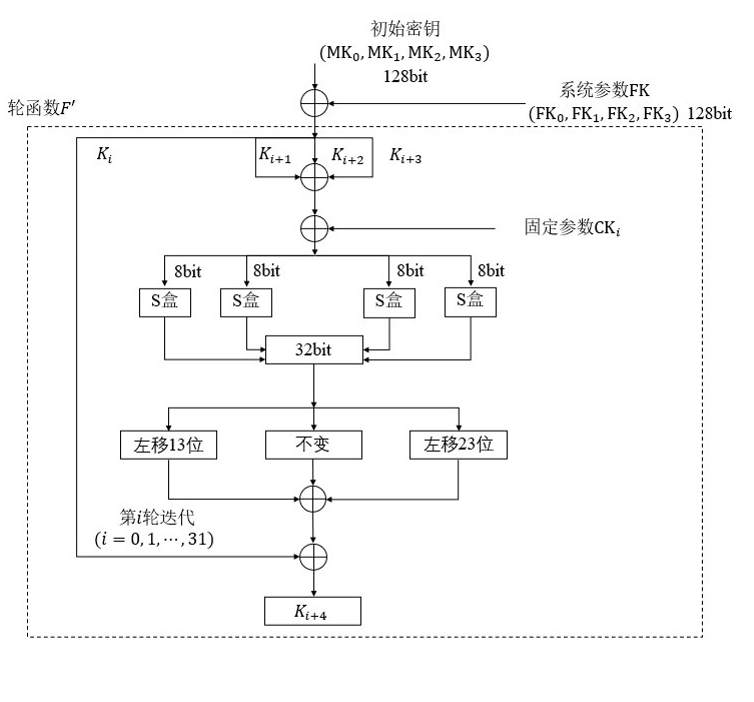 初始密钥
(MK₀, MK₁, MK₂, MK₃)
128bit
系统参数FK
(FK₀, FK₁, FK₂, FK₃) 128bit
轮函数F′
Kᵢ
Kᵢ₊₁
Kᵢ₊₂
Kᵢ₊₃
固定参数CKᵢ
8bit
8bit
8bit
8bit
S盒
S盒
S盒
S盒
32bit
左移13位
不变
左移23位
第i轮迭代
(i = 0, 1, ⋯, 31)
Kᵢ₊₄